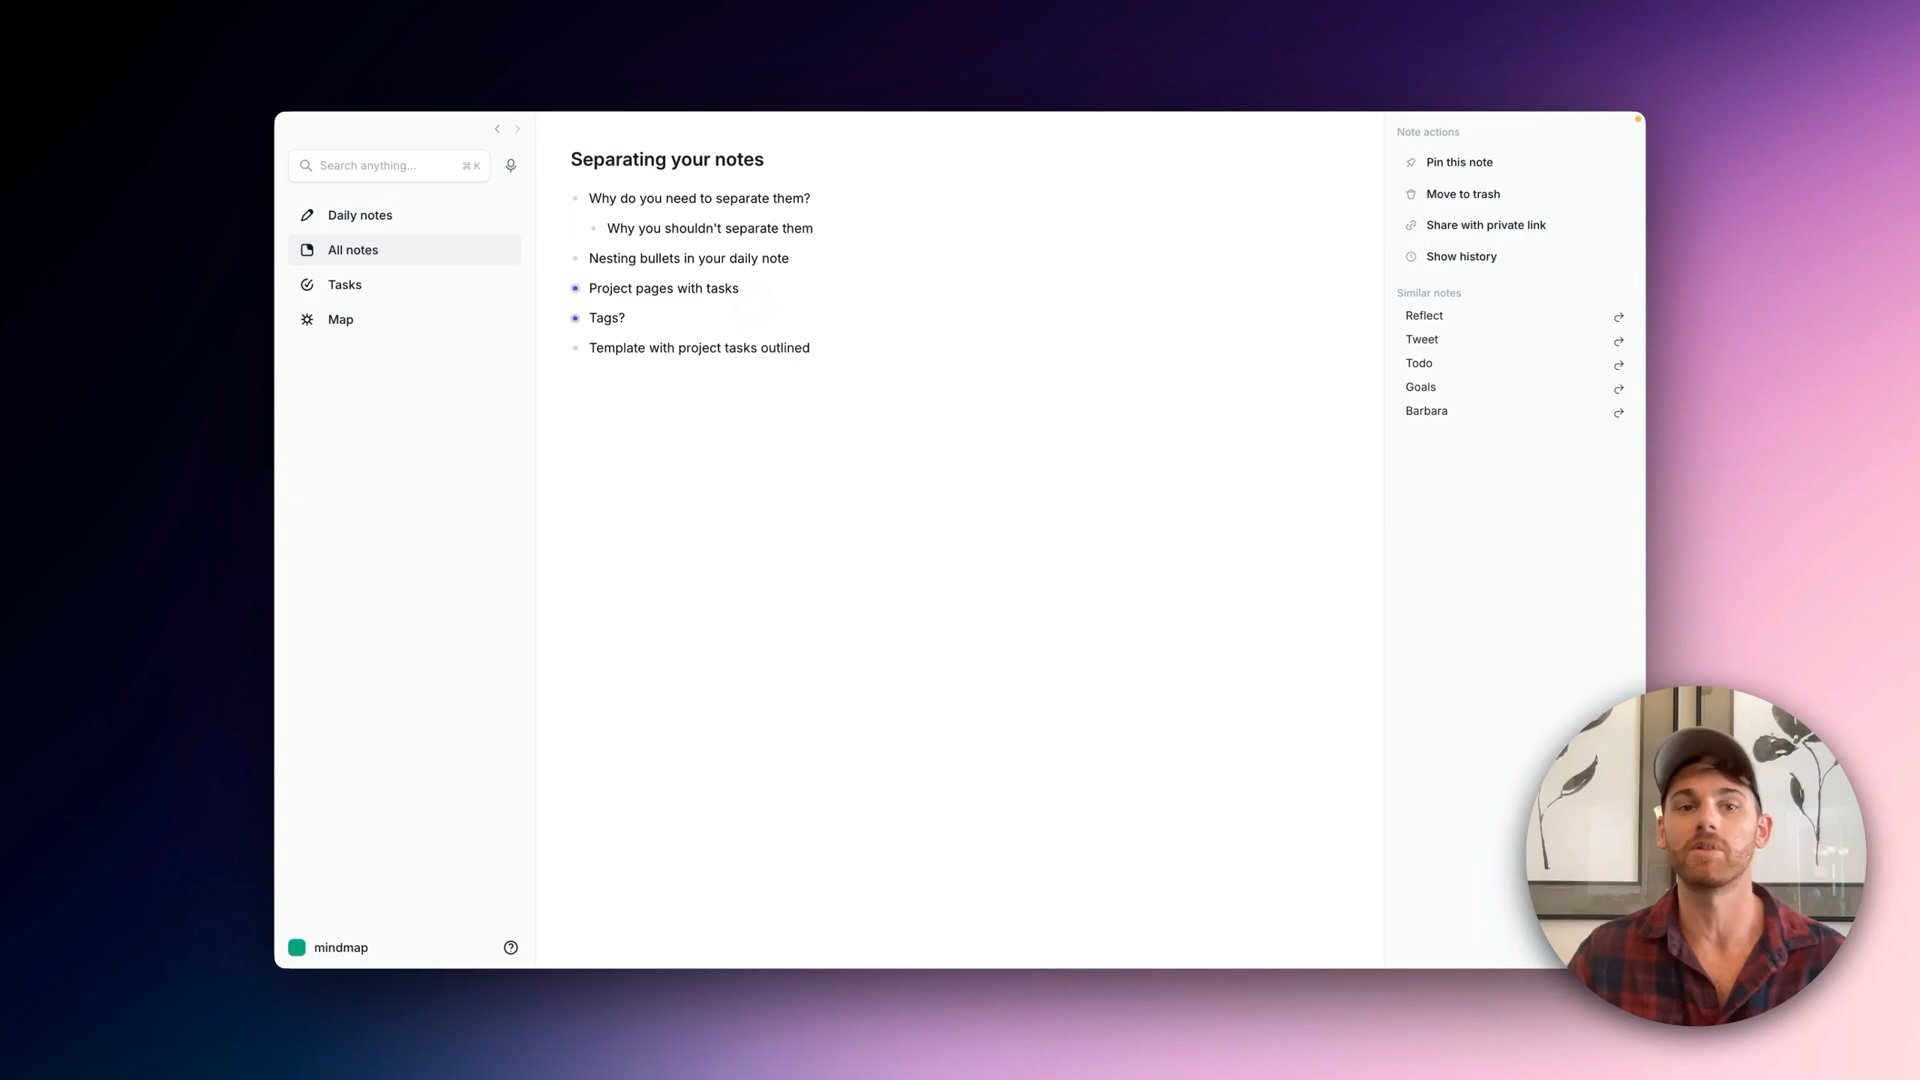 Search anything...
⌘ K
Daily notes
All notes
Tasks
Map
mindmap
Separating your notes
Why do you need to separate them?
Why you shouldn't separate them
Nesting bullets in your daily note
Project pages with tasks
Tags?
Template with project tasks outlined
Note actions
Pin this note
Move to trash
Share with private link
Show history
Similar notes
Reflect
Tweet
Todo
Goals
Barbara